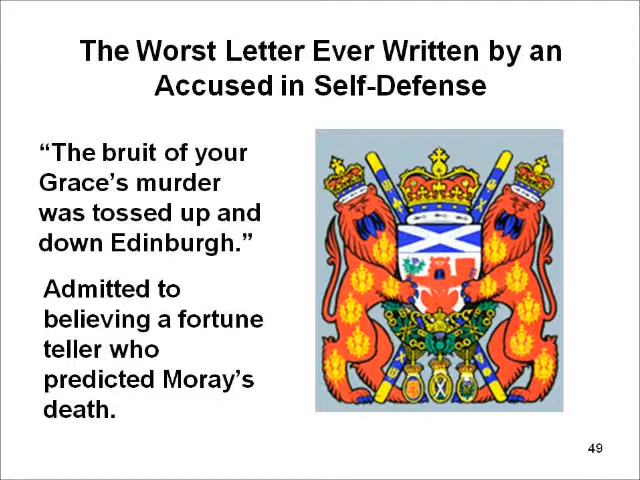 The Worst Letter Ever Written by an
Accused in Self-Defense
“The bruit of your
Grace’s murder
was tossed up and
down Edinburgh.”
Admitted to
believing a fortune
teller who
predicted Moray’s
death.
49